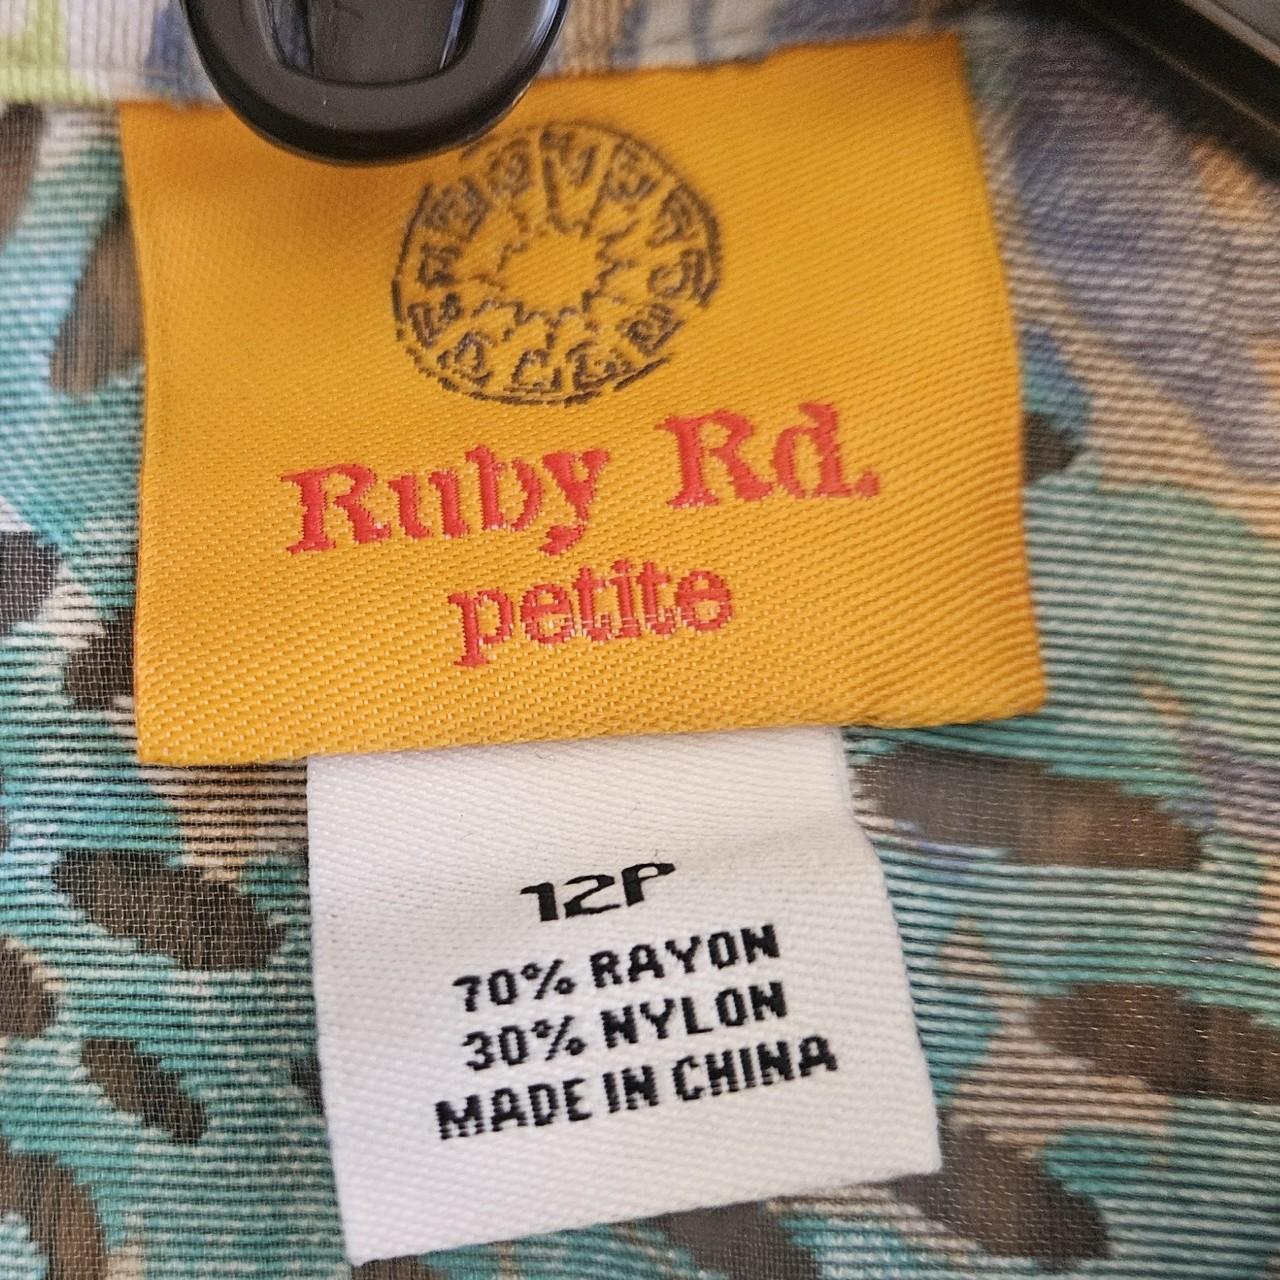 Ruby Rd.
petite
12P
70% RAYON
30% NYLON
MADE IN CHINA